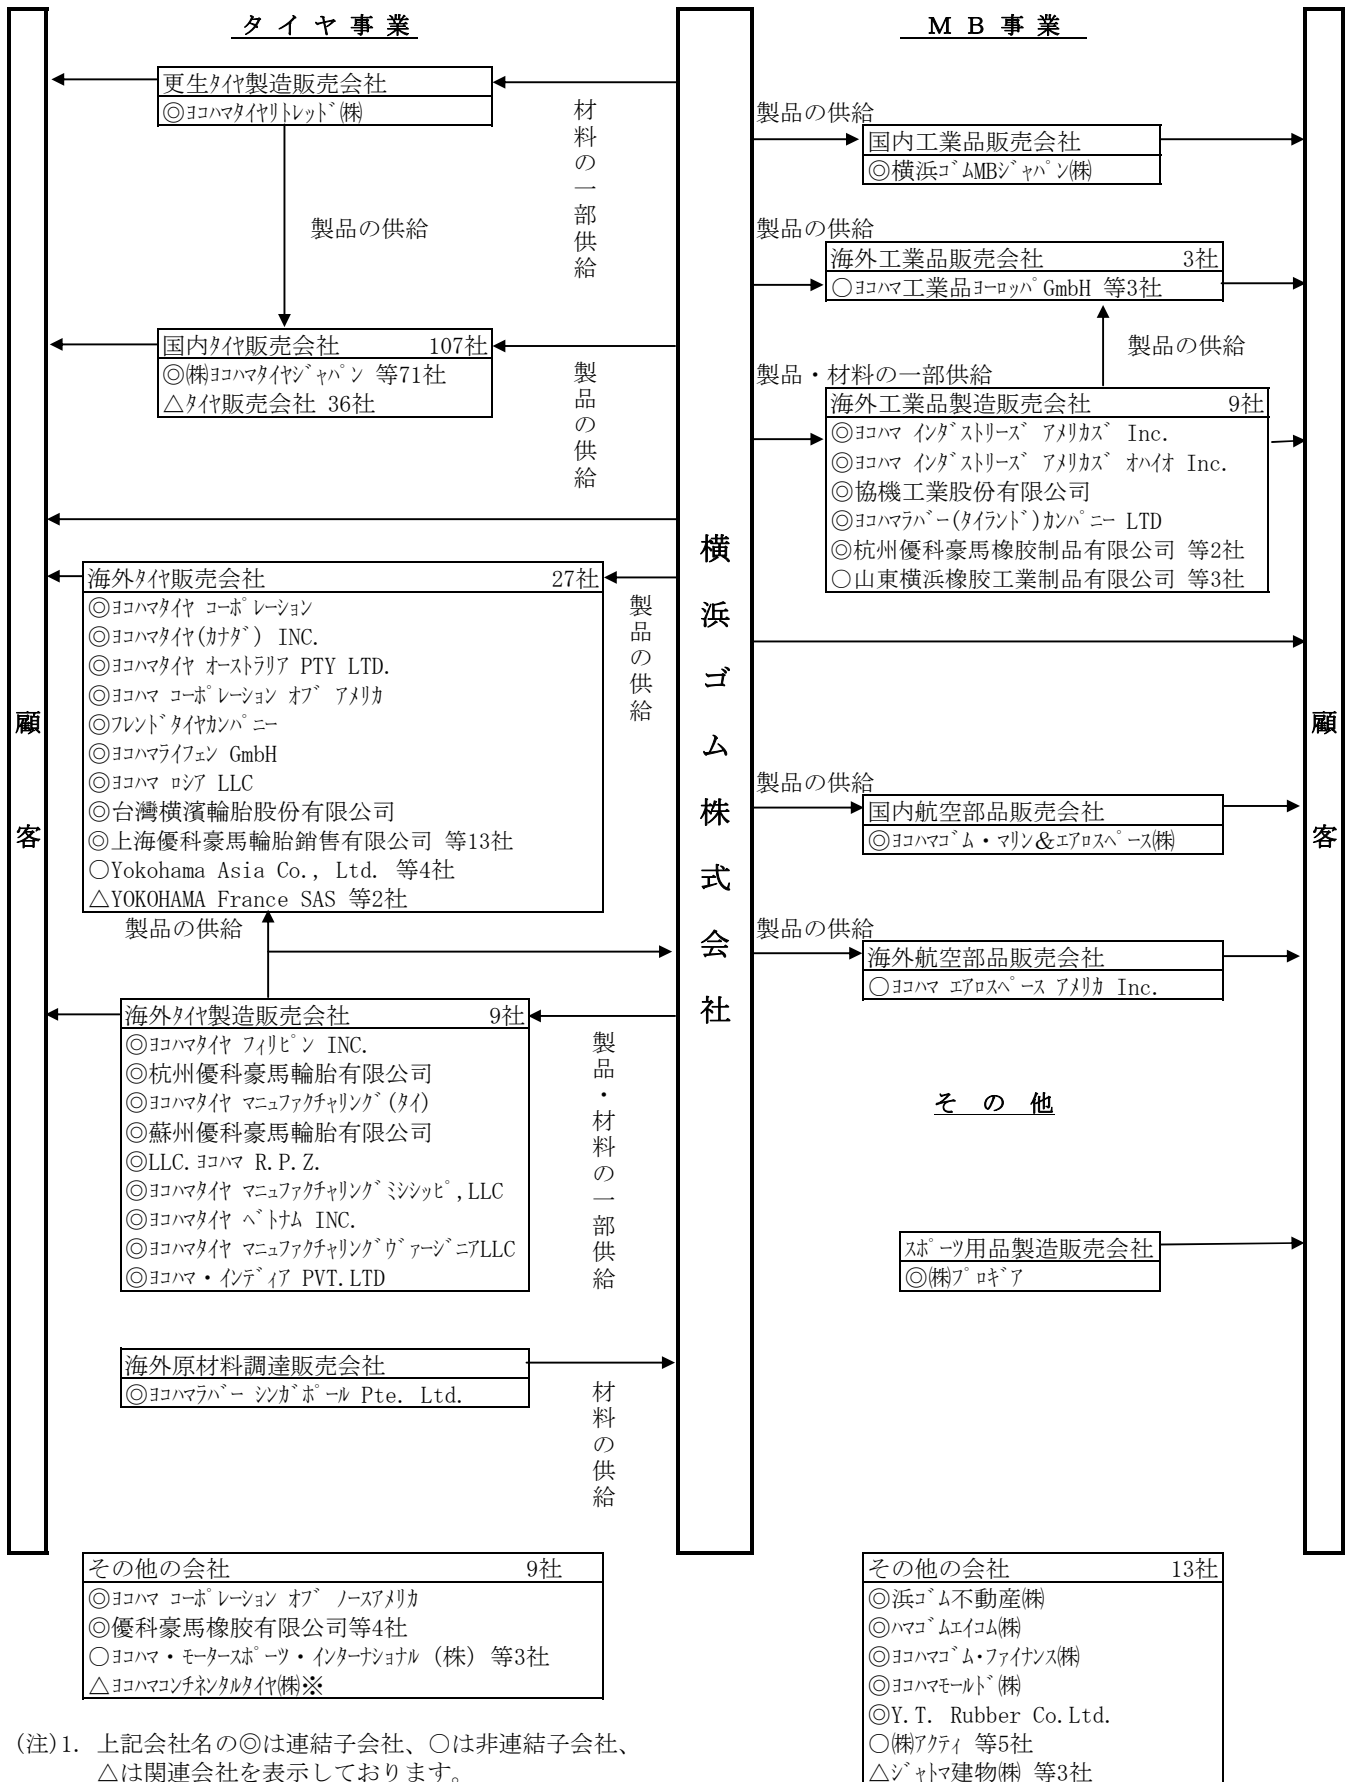 タイヤ事業
更生ﾀｲﾔ製造販売会社
◎ﾖｺﾊﾏﾀｲﾔﾘﾄﾚｯﾄﾞ㈱
材料の一部供給
製品の供給
国内ﾀｲﾔ販売会社 107社
◎㈱ﾖｺﾊﾏﾀｲﾔｼﾞｬﾊﾟﾝ 等71社
△ﾀｲﾔ販売会社 36社
製品の供給
海外ﾀｲﾔ販売会社 27社
◎ﾖｺﾊﾏﾀｲﾔ ｺｰﾎﾟﾚｰｼｮﾝ
◎ﾖｺﾊﾏﾀｲﾔ(ｶﾅﾀﾞ) INC.
◎ﾖｺﾊﾏﾀｲﾔ ｵｰｽﾄﾗﾘｱ PTY LTD.
◎ﾖｺﾊﾏ ｺｰﾎﾟﾚｰｼｮﾝ ｵﾌﾞ ｱﾒﾘｶ
◎ﾌﾚﾝﾄﾞﾀｲﾔｶﾝﾊﾟﾆｰ
◎ﾖｺﾊﾏﾗｲﾌｪﾝ GmbH
◎ﾖｺﾊﾏ ﾛｼｱ LLC
◎台灣横濱輪胎股份有限公司
◎上海優科豪馬輪胎銷售有限公司 等13社
○Yokohama Asia Co., Ltd. 等4社
△YOKOHAMA France SAS 等2社
製品の供給
製品の供給
海外ﾀｲﾔ製造販売会社 9社
◎ﾖｺﾊﾏﾀｲﾔ ﾌｨﾘﾋﾟﾝ INC.
◎杭州優科豪馬輪胎有限公司
◎ﾖｺﾊﾏﾀｲﾔ ﾏﾆｭﾌｧｸﾁｬﾘﾝｸﾞ(ﾀｲ)
◎蘇州優科豪馬輪胎有限公司
◎LLC.ﾖｺﾊﾏ R.P.Z.
◎ﾖｺﾊﾏﾀｲﾔ ﾏﾆｭﾌｧｸﾁｬﾘﾝｸﾞﾐｼｼｯﾋﾟ,LLC
◎ﾖｺﾊﾏﾀｲﾔ ﾍﾞﾄﾅﾑ INC.
◎ﾖｺﾊﾏﾀｲﾔ ﾏﾆｭﾌｧｸﾁｬﾘﾝｸﾞｳﾞｧｰｼﾞﾆｱLLC
◎ﾖｺﾊﾏ・ｲﾝﾃﾞｨｱ PVT.LTD
製品・材料の一部供給
海外原材料調達販売会社
◎ﾖｺﾊﾏﾗﾊﾞｰ ｼﾝｶﾞﾎﾟｰﾙ Pte. Ltd.
材料の供給
顧客
横浜ゴム株式会社
ＭＢ事業
製品の供給
国内工業品販売会社
◎横浜ｺﾞﾑMBｼﾞｬﾊﾟﾝ㈱
製品の供給
海外工業品販売会社 3社
○ﾖｺﾊﾏ工業品ﾖｰﾛｯﾊﾟGmbH 等3社
製品の供給
製品・材料の一部供給
海外工業品製造販売会社 9社
◎ﾖｺﾊﾏ ｲﾝﾀﾞｽﾄﾘｰｽﾞ ｱﾒﾘｶｽﾞ Inc.
◎ﾖｺﾊﾏ ｲﾝﾀﾞｽﾄﾘｰｽﾞ ｱﾒﾘｶｽﾞ ｵﾊｲｵ Inc.
◎協機工業股份有限公司
◎ﾖｺﾊﾏﾗﾊﾞｰ(ﾀｲﾗﾝﾄﾞ)ｶﾝﾊﾟﾆｰ LTD
◎杭州優科豪馬橡胶制品有限公司 等2社
○山東横浜橡胶工業制品有限公司 等3社
製品の供給
国内航空部品販売会社
◎ﾖｺﾊﾏｺﾞﾑ・ﾏﾘﾝ＆ｴｱﾛｽﾍﾟｰｽ㈱
製品の供給
海外航空部品販売会社
○ﾖｺﾊﾏ ｴｱﾛｽﾍﾟｰｽ ｱﾒﾘｶ Inc.
その他
ｽﾎﾟｰﾂ用品製造販売会社
◎㈱ﾌﾟﾛｷﾞｱ
顧客
その他の会社 9社
◎ﾖｺﾊﾏ ｺｰﾎﾟﾚｰｼｮﾝ ｵﾌﾞ ﾉｰｽｱﾒﾘｶ
◎優科豪馬橡胶有限公司等4社
○ﾖｺﾊﾏ・ﾓｰﾀｰｽﾎﾟｰﾂ・ｲﾝﾀｰﾅｼｮﾅﾙ（株）等3社
△ﾖｺﾊﾏｺﾝﾁﾈﾝﾀﾙﾀｲﾔ㈱※
その他の会社 13社
◎浜ｺﾞﾑ不動産㈱
◎ﾊﾏｺﾞﾑｴｲｺﾑ㈱
◎ﾖｺﾊﾏｺﾞﾑ・ﾌｧｲﾅﾝｽ㈱
◎ﾖｺﾊﾏﾓｰﾙﾄﾞ㈱
◎Y.T. Rubber Co.Ltd.
○㈱ｱｸﾃｨ 等5社
△ｼﾞｬﾄﾏ建物㈱ 等3社
(注)1. 上記会社名の◎は連結子会社、○は非連結子会社、
△は関連会社を表示しております。